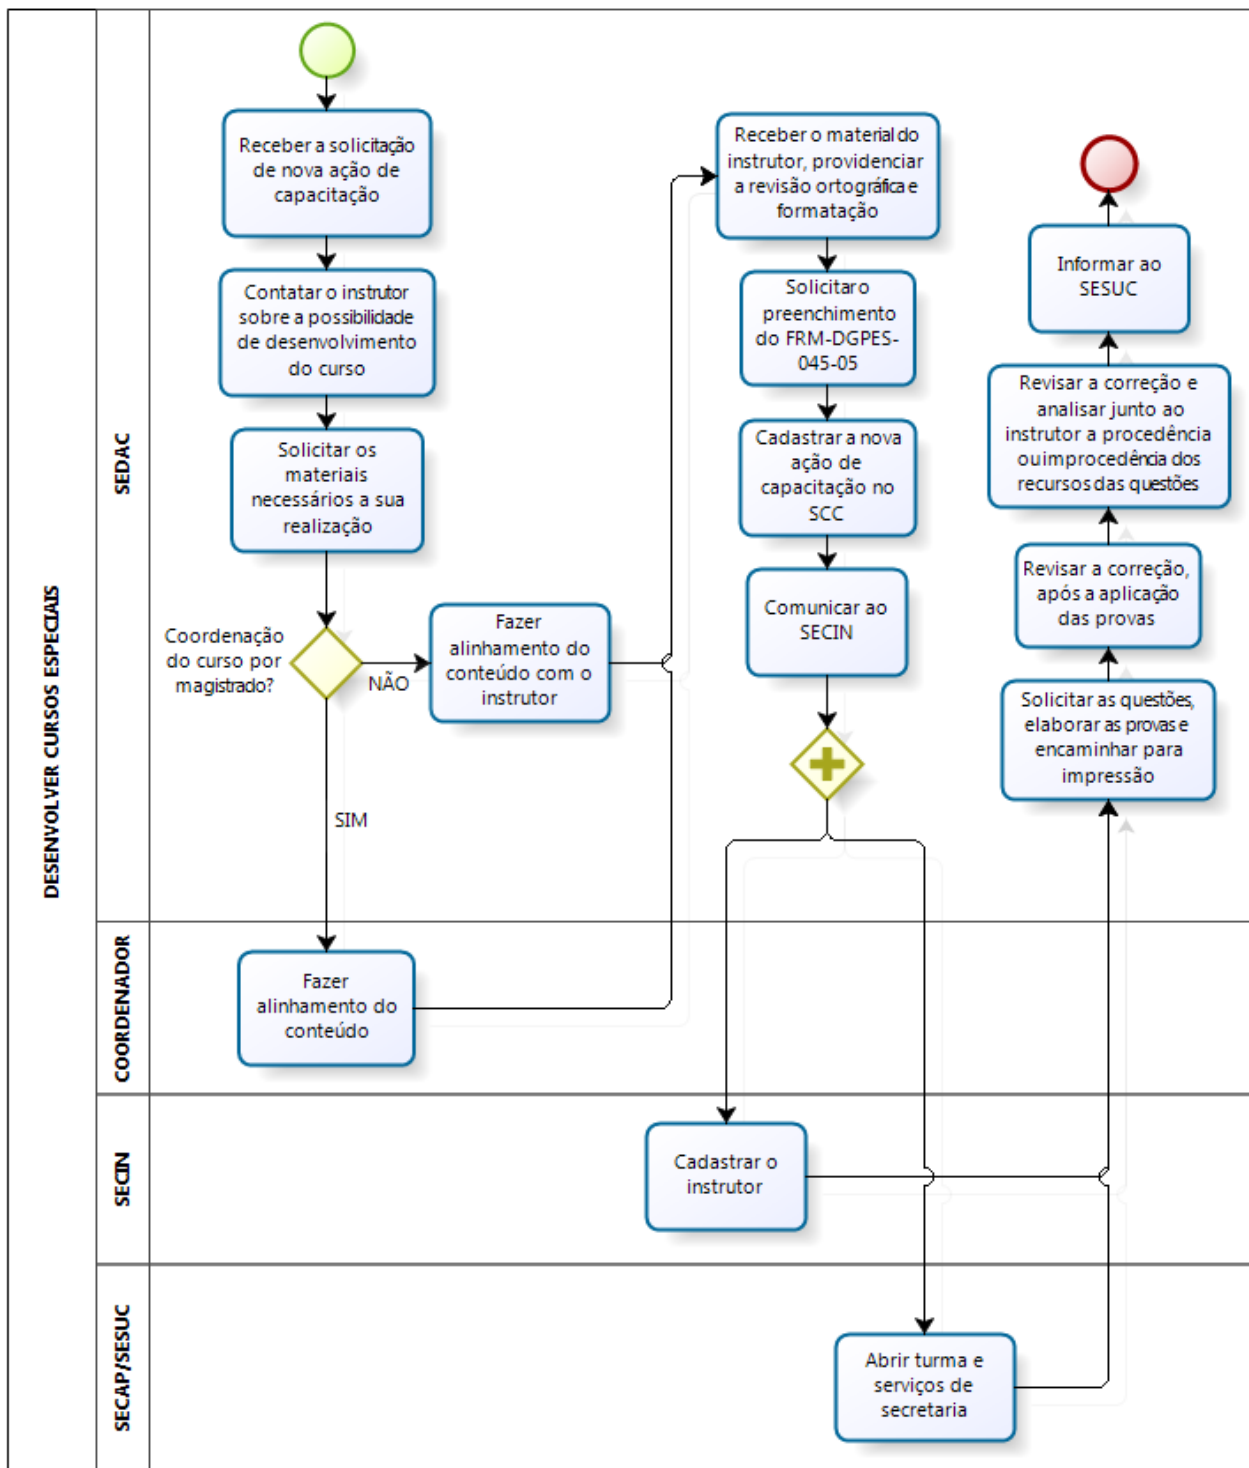 DESENVOLVER CURSOS ESPECIAIS
SEDAC
Receber a solicitação
de nova ação de
capacitação
Contatar o instrutor
sobre a possibilidade
de desenvolvimento
do curso
Solicitar os
materiais
necessários a sua
realização
Coordenação
do curso por
magistrado?
NÃO
SIM
Fazer
alinhamento do
conteúdo com o
instrutor
Receber o material do
instrutor, providenciar
a revisão ortográfica e
formatação
Solicitar o
preenchimento
do FRM-DGPES-
045-05
Cadastrar a nova
ação de
capacitação no
SCC
Comunicar ao
SECIN
Informar ao
SESUC
Revisar a correção e
analisar junto ao
instrutor a procedência
ou improcedência dos
recursos das questões
Revisar a correção,
após a aplicação
das provas
Solicitar as questões,
elaborar as provas e
encaminhar para
impressão
COORDENADOR
Fazer
alinhamento do
conteúdo
SECIN
Cadastrar o
instrutor
SECAP/SESUC
Abrir turma e
serviços de
secretaria